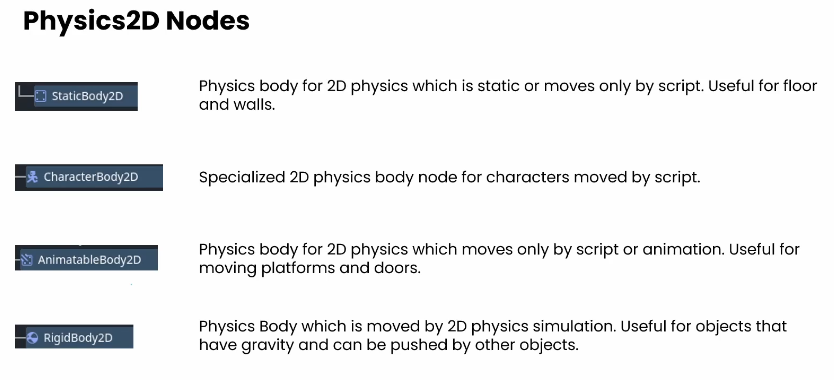 Physics2D Nodes
StaticBody2D
Physics body for 2D physics which is static or moves only by script. Useful for floor
and walls.
CharacterBody2D
Specialized 2D physics body node for characters moved by script.
AnimatableBody2D
Physics body for 2D physics which moves only by script or animation. Useful for
moving platforms and doors.
RigidBody2D
Physics Body which is moved by 2D physics simulation. Useful for objects that
have gravity and can be pushed by other objects.